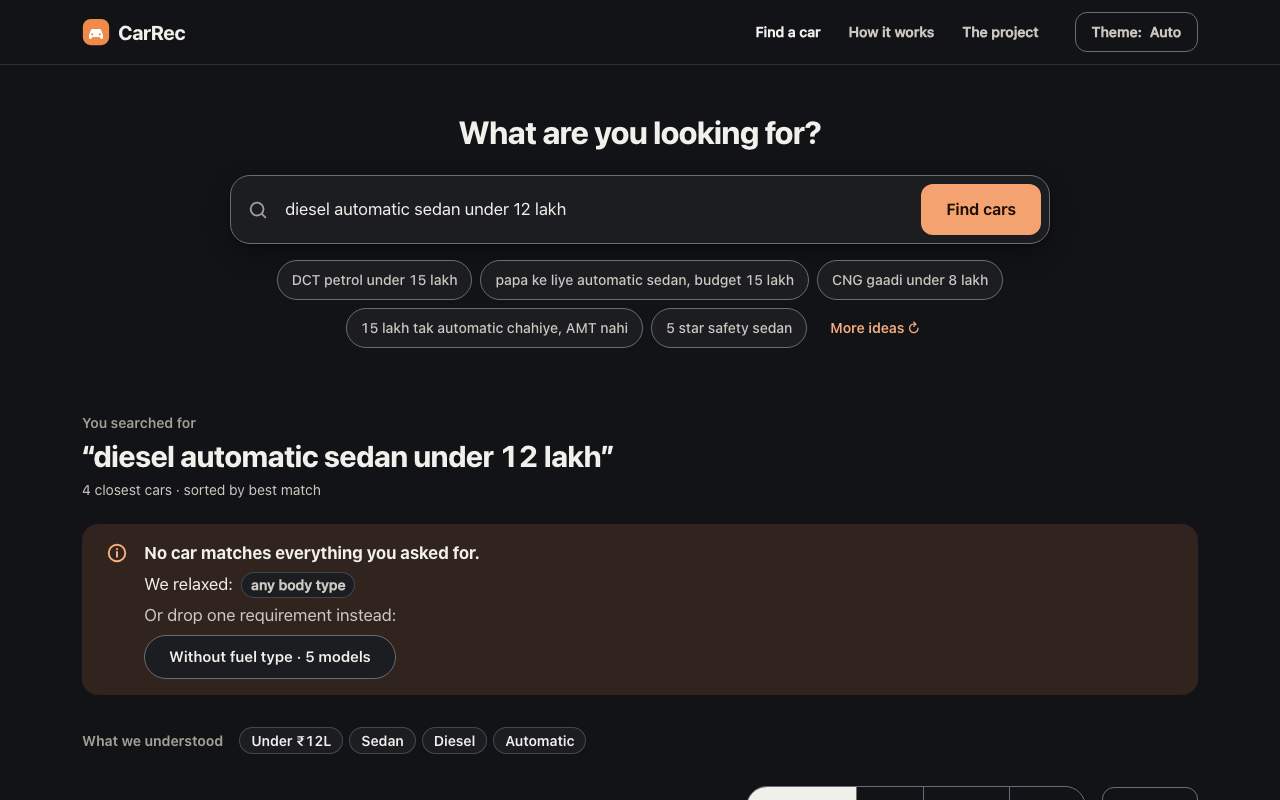 CarRec
Find a car
How it works
The project
Theme: Auto
What are you looking for?
diesel automatic sedan under 12 lakh
Find cars
DCT petrol under 15 lakh
papa ke liye automatic sedan, budget 15 lakh
CNG gaadi under 8 lakh
15 lakh tak automatic chahiye, AMT nahi
5 star safety sedan
More ideas ↻
You searched for
“diesel automatic sedan under 12 lakh”
4 closest cars · sorted by best match
No car matches everything you asked for.
We relaxed: any body type
Or drop one requirement instead:
Without fuel type · 5 models
What we understood
Under ₹12L
Sedan
Diesel
Automatic